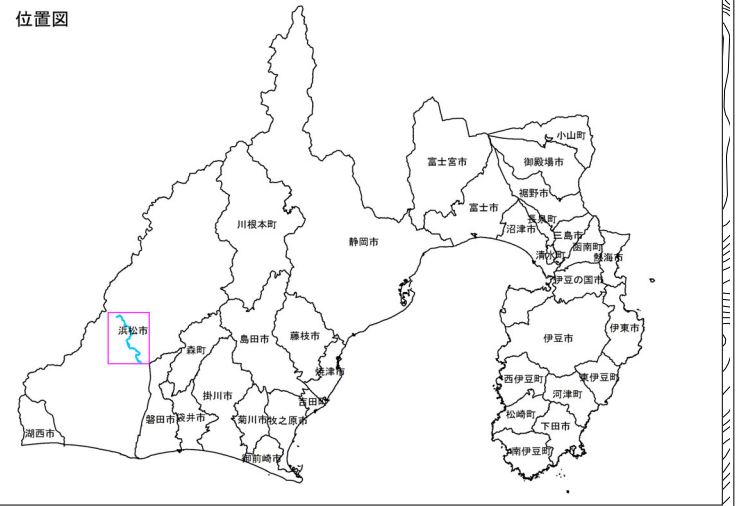 位置図
小山町
富士宮市
御殿場市
裾野市
富士市
長泉町
川根本町
沼津市
三島市
静岡市
函南町
清水町
熱海市
伊豆の国市
浜松市
伊東市
藤枝市
島田市
伊豆市
森町
焼津市
西伊豆町
東伊豆町
掛川市
河津町
吉田町
松崎町
磐田市
袋井市
菊川市
牧之原市
下田市
湖西市
南伊豆町
御前崎市